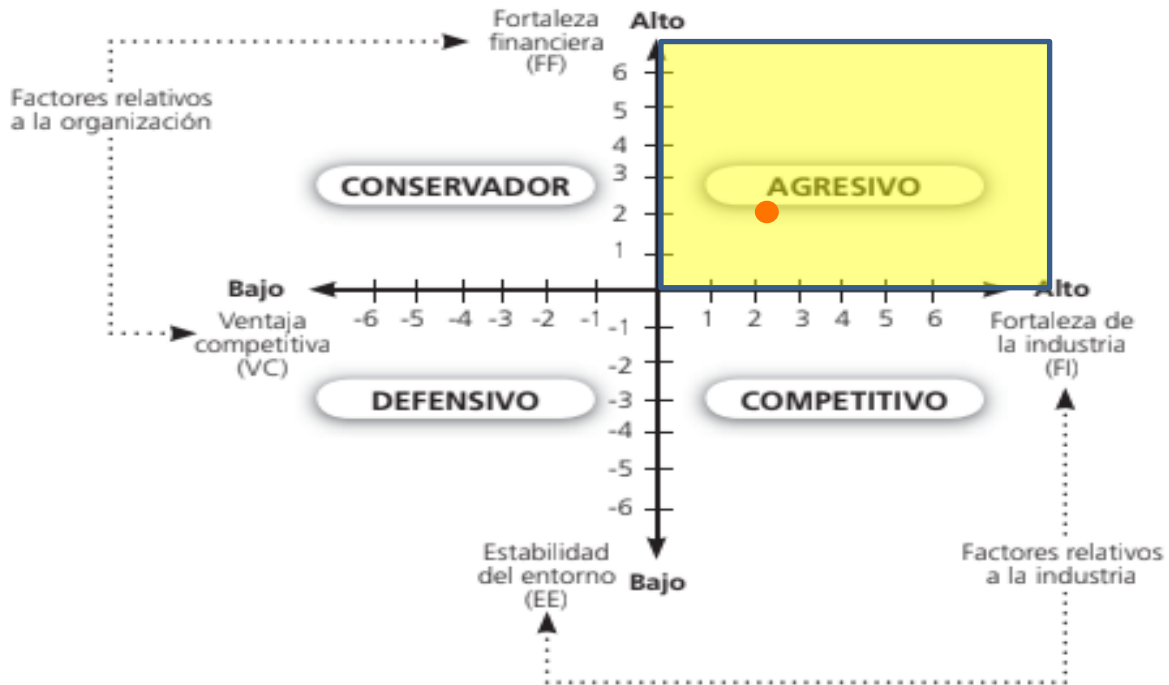 Fortaleza
financiera
(FF)
Alto
Factores relativos
a la organización
6
5
4
3
2
1
CONSERVADOR
AGRESIVO
Bajo
-6 -5 -4 -3 -2 -1
1 2 3 4 5 6
Alto
Ventaja
competitiva
(VC)
Fortaleza de
la industria
(FI)
-1
-2
-3
-4
-5
-6
DEFENSIVO
COMPETITIVO
Estabilidad
del entorno
(EE)
Bajo
Factores relativos
a la industria